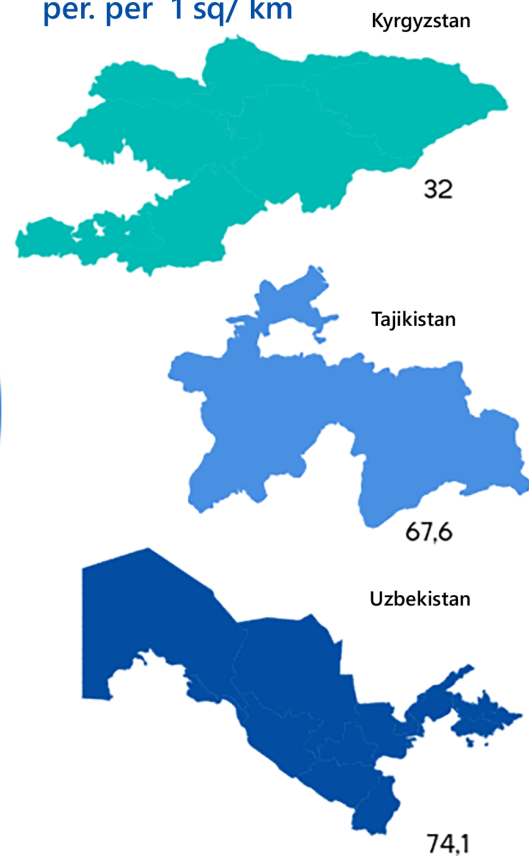 per. per 1 sq/ km
Kyrgyzstan
32
Tajikistan
67,6
Uzbekistan
74,1